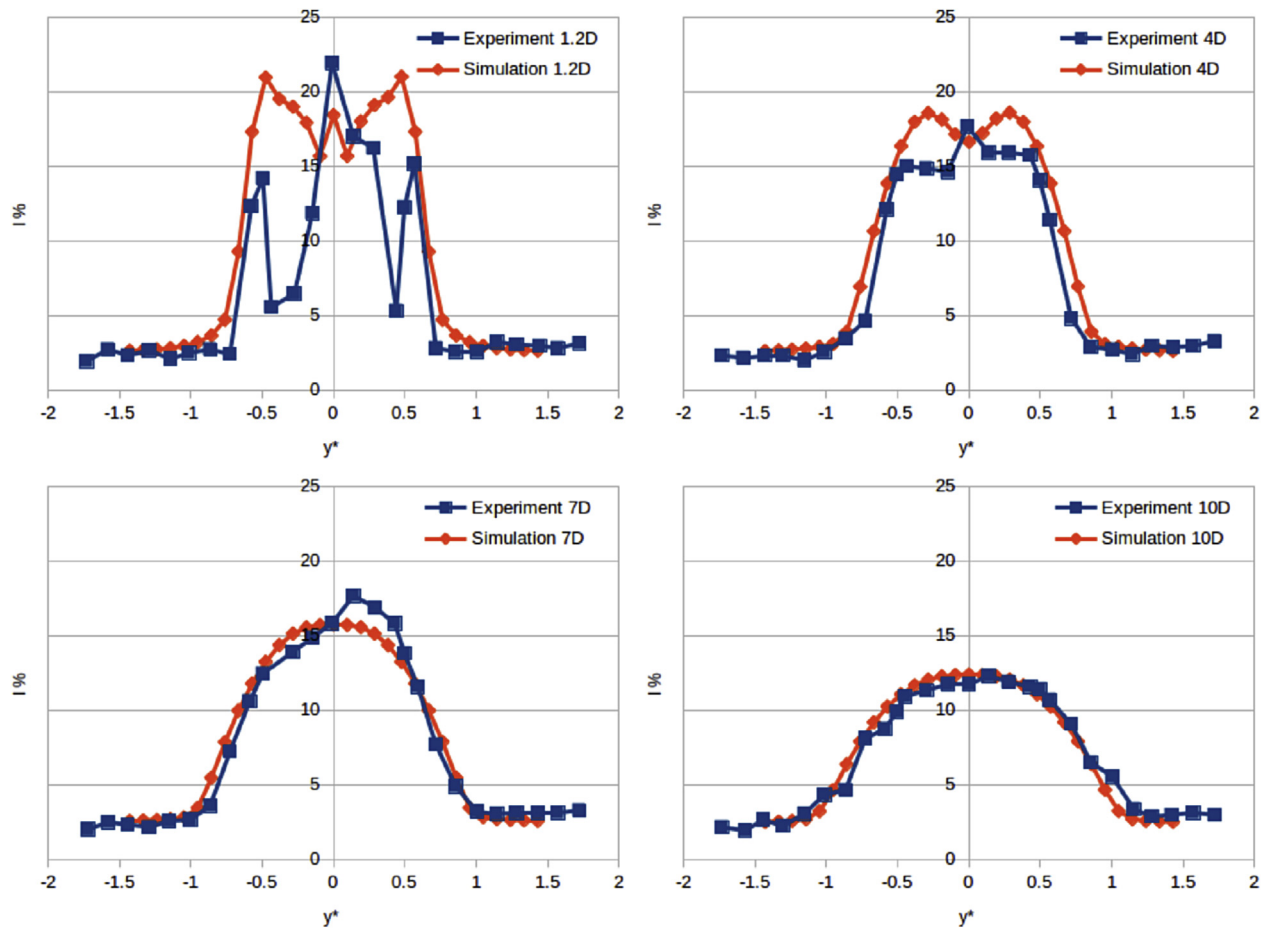 25
Experiment 1.2D
Simulation 1.2D
20
15
I %
10
5
0
-2 -1.5 -1 -0.5 0 0.5 1 1.5 2
y*
25
Experiment 4D
Simulation 4D
20
15
I %
10
5
0
-2 -1.5 -1 -0.5 0 0.5 1 1.5 2
y*
25
Experiment 7D
Simulation 7D
20
15
I %
10
5
0
-2 -1.5 -1 -0.5 0 0.5 1 1.5 2
y*
25
Experiment 10D
Simulation 10D
20
15
I %
10
5
0
-2 -1.5 -1 -0.5 0 0.5 1 1.5 2
y*